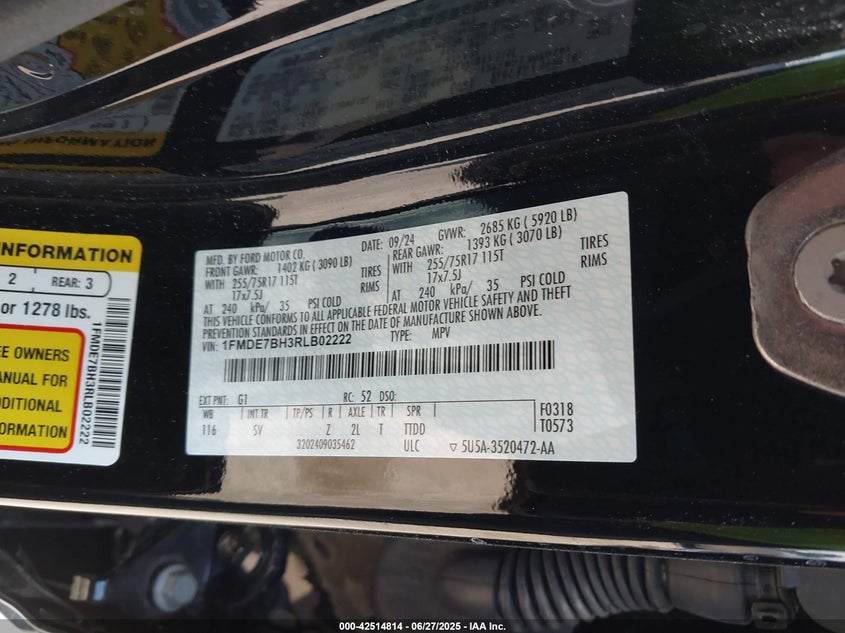 INFORMATION
2 REAR: 3
or 1278 lbs.
EE OWNERS
ANUAL FOR
DITIONAL
FORMATION
1FMDE7BH3RLB02222
MFD. BY FORD MOTOR CO. DATE: 09/24 GVWR: 2685 KG ( 5920 LB)
FRONT GAWR: 1402 KG ( 3090 LB) REAR GAWR: 1393 KG ( 3070 LB)
WITH 255/75R17 115T TIRES WITH 255/75R17 115T TIRES
17x7.5J RIMS 17x7.5J RIMS
AT 240 kPa/ 35 PSI COLD AT 240 kPa/ 35 PSI COLD
THIS VEHICLE CONFORMS TO ALL APPLICABLE FEDERAL MOTOR VEHICLE SAFETY AND THEFT
PREVENTION STANDARDS IN EFFECT ON THE DATE OF MANUFACTURE SHOWN ABOVE.
VIN: 1FMDE7BH3RLB02222 TYPE: MPV
EXT PNT: G1 RC: 52 DSO:
WB INT TR TP/PS R AXLE TR SPR F0318
116 SV Z 2L T TTDD T0573
3202409035462 ULC ▽ 5U5A-3520472-AA
000-42514814 - 06/27/2025 - IAA, Inc.